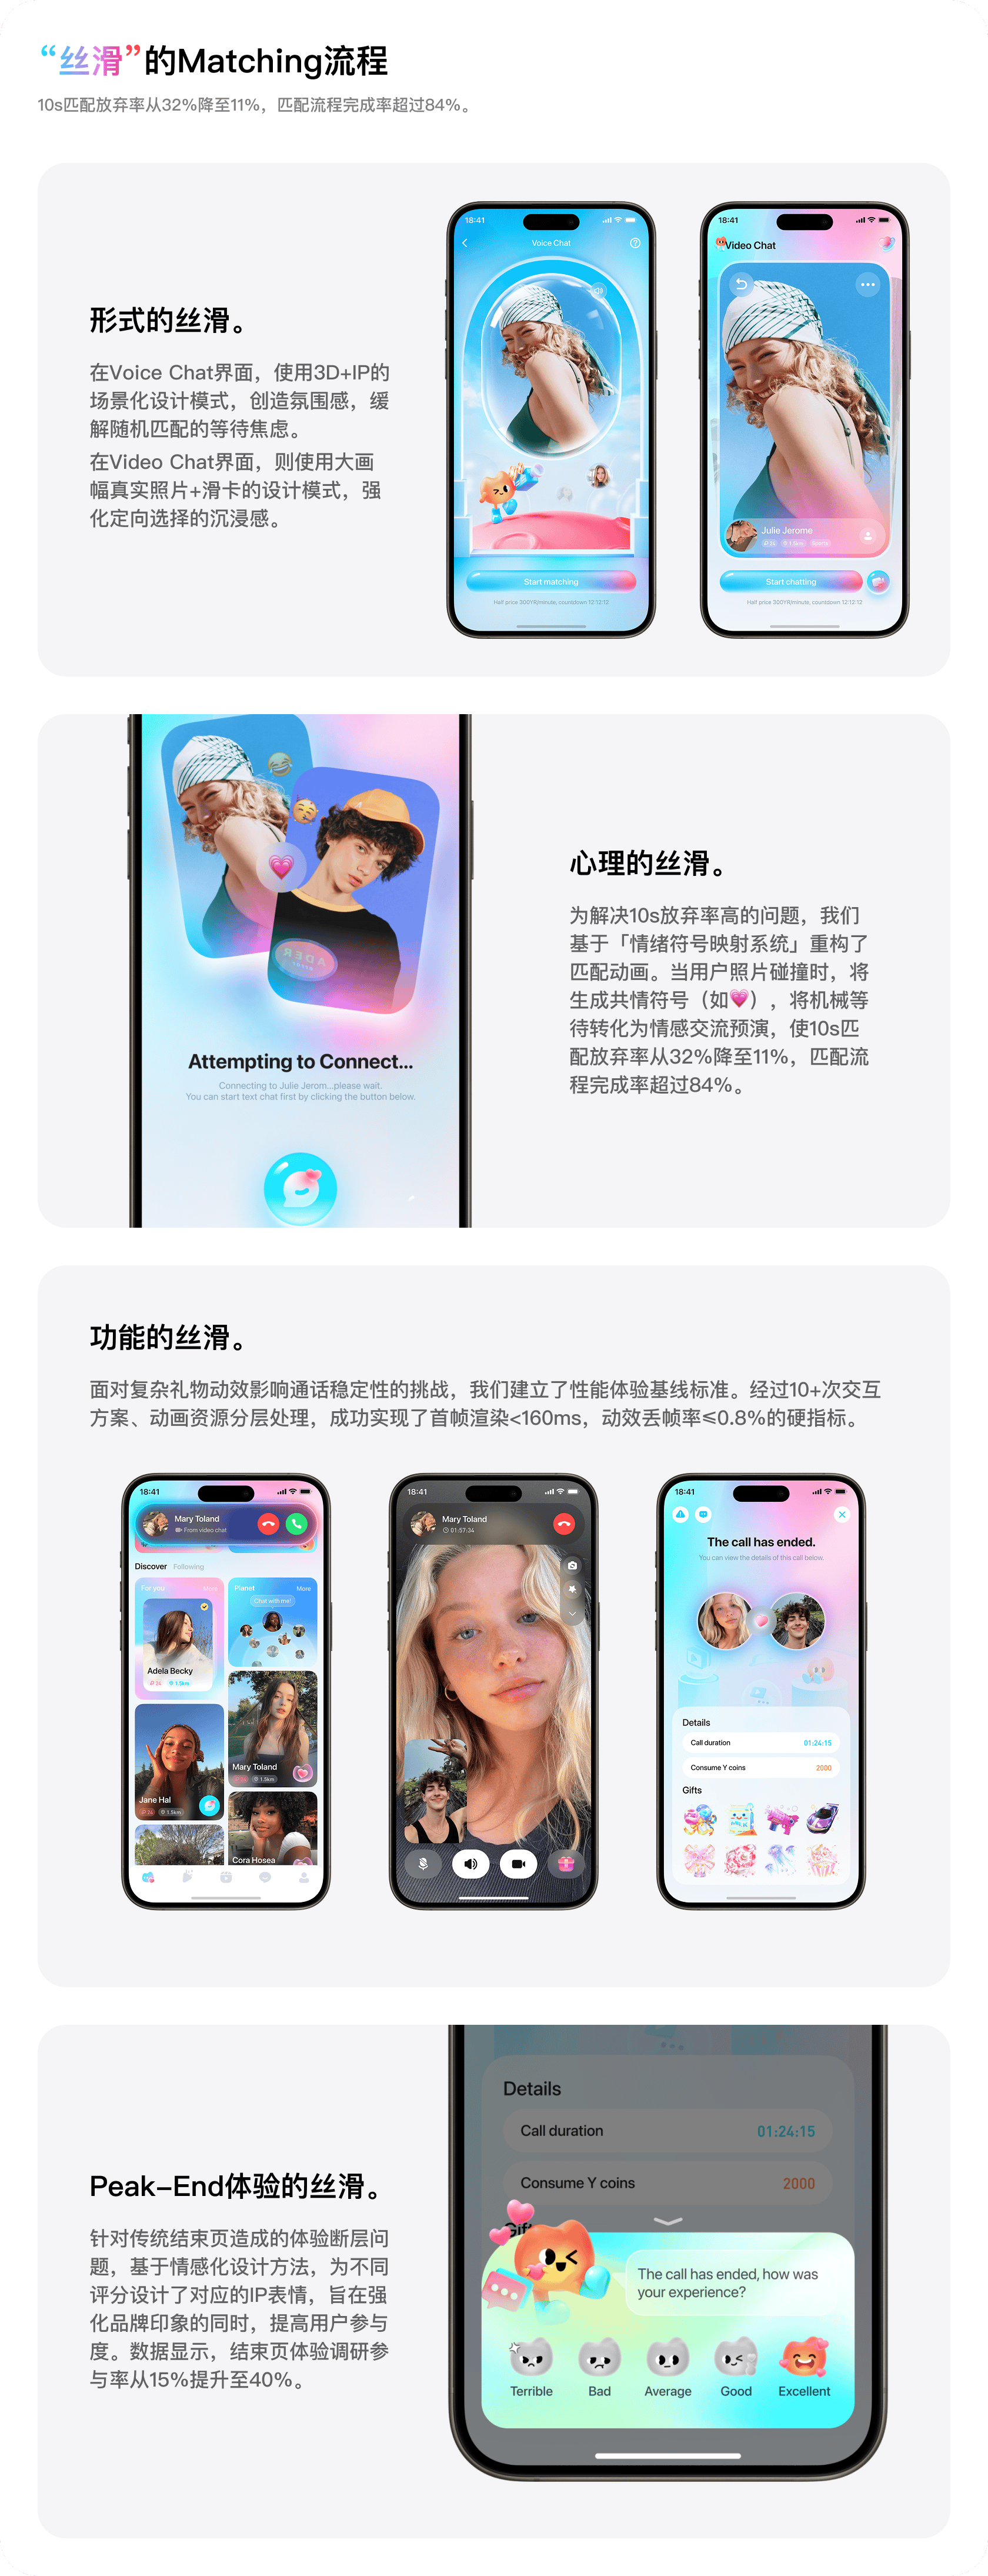 “丝滑”的Matching流程
10s匹配放弃率从32%降至11%，匹配流程完成率超过84%。
形式的丝滑。
在Voice Chat界面，使用3D+IP的
场景化设计模式，创造氛围感，缓
解随机匹配的等待焦虑。
在Video Chat界面，则使用大画
幅真实照片+滑卡的设计模式，强
化定向选择的沉浸感。
18:41
Voice Chat
Start matching
Half price 300YR/minute, countdown 12:12:12
18:41
Video Chat
Julie Jerome
24
1.5km
Sports
Start chatting
Half price 300YR/minute, countdown 12:12:12
ADER
Attempting to Connect...
Connecting to Julie Jerom...please wait.
You can start text chat first by clicking the button below.
心理的丝滑。
为解决10s放弃率高的问题，我们
基于「情绪符号映射系统」重构了
匹配动画。当用户照片碰撞时，将
生成共情符号（如💗），将机械等
待转化为情感交流预演，使10s匹
配放弃率从32%降至11%，匹配流
程完成率超过84%。
功能的丝滑。
面对复杂礼物动效影响通话稳定性的挑战，我们建立了性能体验基线标准。经过10+次交互
方案、动画资源分层处理，成功实现了首帧渲染<160ms，动效丢帧率≤0.8%的硬指标。
18:41
Mary Toland
From video chat
Discover Following
For you More
Adela Becky
24 1.5km
Planet More
Chat with me!
Mary Toland
1.5km
Jane Hal
24 1.5km
Cora Hosea
18:41
Mary Toland
01:57:34
18:41
The call has ended.
You can view the details of this call below.
Details
Call duration 01:24:15
Consume Y coins 2000
Gifts
Peak–End体验的丝滑。
针对传统结束页造成的体验断层问
题，基于情感化设计方法，为不同
评分设计了对应的IP表情，旨在强
化品牌印象的同时，提高用户参与
度。数据显示，结束页体验调研参
与率从15%提升至40%。
Details
Call duration 01:24:15
Consume Y coins 2000
The call has ended, how was
your experience?
Terrible Bad Average Good Excellent